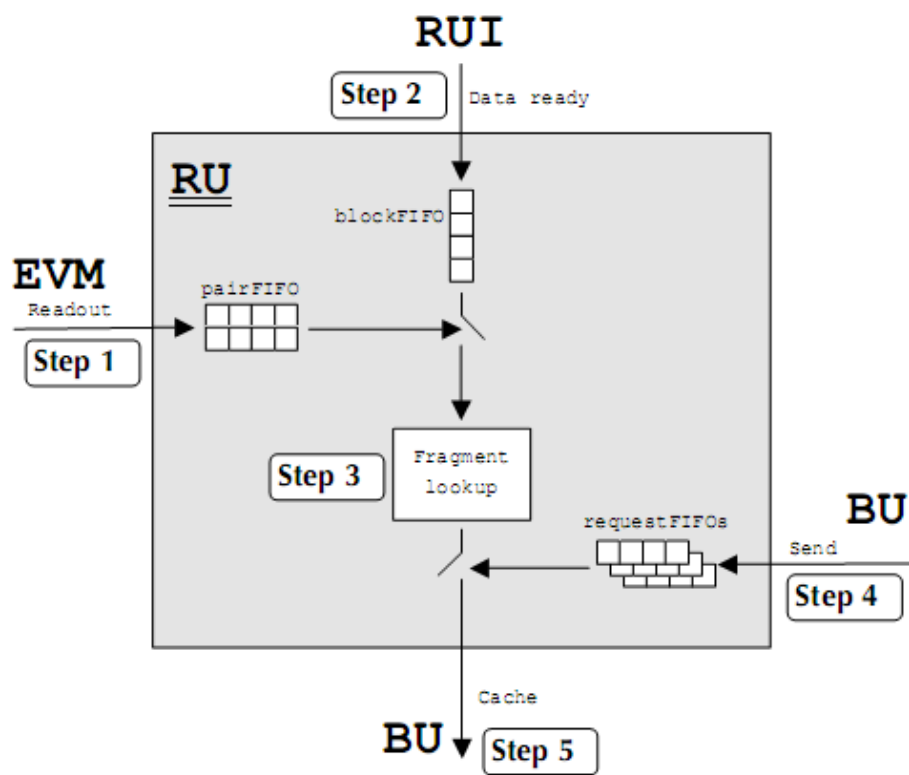 RUI
Step 2
Data ready
RU
blockFIFO
EVM
pairFIFO
Readout
Step 1
Step 3
Fragment
lookup
BU
requestFIFOs
Send
Step 4
Cache
BU
Step 5